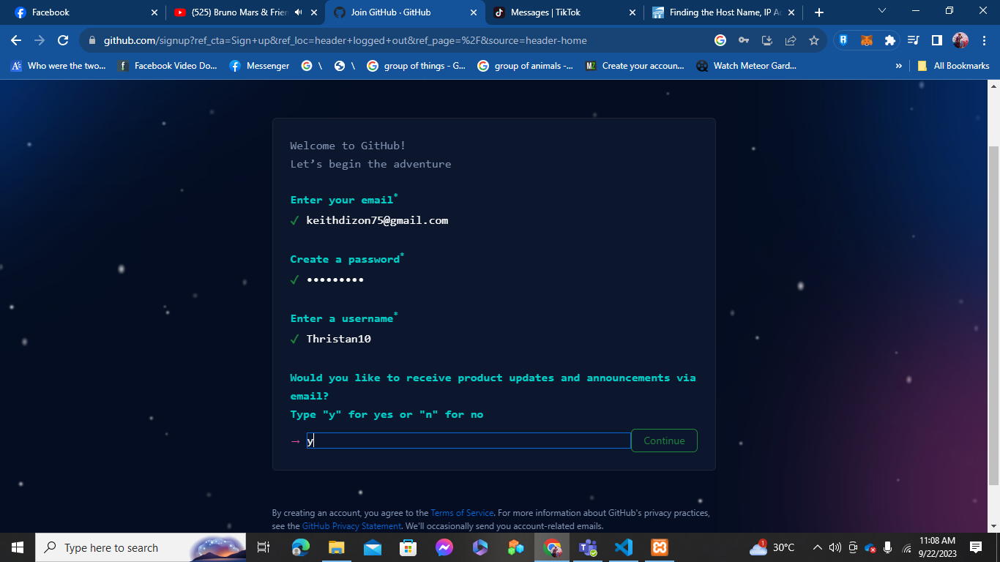 Facebook
(525) Bruno Mars & Frien
Join GitHub · GitHub
Messages | TikTok
Finding the Host Name, IP Ad
github.com/signup?ref_cta=Sign+up&ref_loc=header+logged+out&ref_page=%2F&source=header-home
Who were the two...
Facebook Video Do...
Messenger
\
\
group of things - G...
group of animals -...
Create your accoun...
Watch Meteor Gard...
»
All Bookmarks
Welcome to GitHub!
Let’s begin the adventure
Enter your email*
✓ keithdizon75@gmail.com
Create a password*
✓ •••••••••
Enter a username*
✓ Thristan10
Would you like to receive product updates and announcements via
email?
Type "y" for yes or "n" for no
→ y
Continue
By creating an account, you agree to the Terms of Service. For more information about GitHub's privacy practices,
see the GitHub Privacy Statement. We'll occasionally send you account-related emails.
Type here to search
1
30°C
11:08 AM
9/22/2023